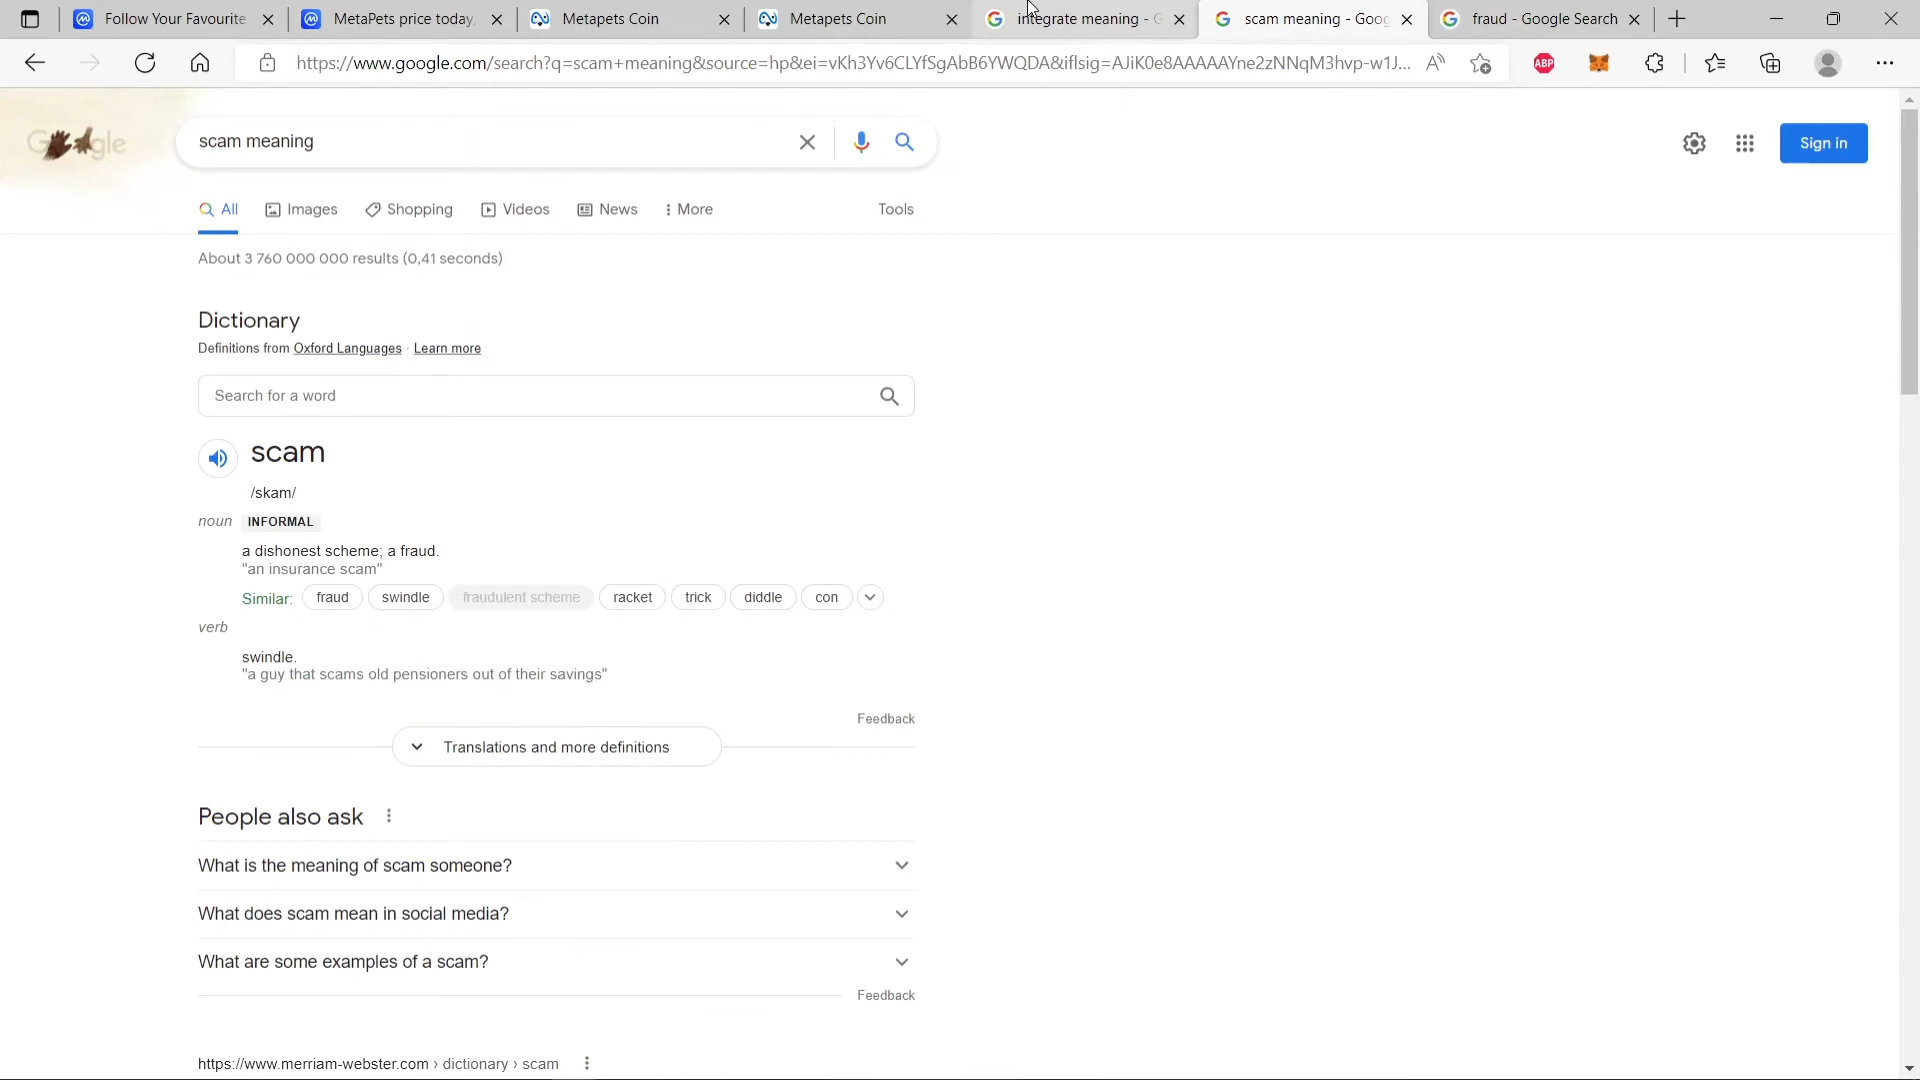 Follow Your Favourite
MetaPets price today,
Metapets Coin
Metapets Coin
integrate meaning - G
scam meaning - Goog
fraud - Google Search
https://www.google.com/search?q=scam+meaning&source=hp&ei=vKh3Yv6CLYfSgAbB6YWQDA&iflsig=AJiK0e8AAAAAYne2zNNqM3hvp-w1J...
ABP
G gle
scam meaning
Sign in
All
Images
Shopping
Videos
News
More
Tools
About 3 760 000 000 results (0,41 seconds)
Dictionary
Definitions from Oxford Languages · Learn more
Search for a word
scam
/skam/
noun INFORMAL
a dishonest scheme; a fraud.
"an insurance scam"
Similar: fraud swindle fraudulent scheme racket trick diddle con
verb
swindle.
"a guy that scams old pensioners out of their savings"
Feedback
Translations and more definitions
People also ask
What is the meaning of scam someone?
What does scam mean in social media?
What are some examples of a scam?
Feedback
https://www.merriam-webster.com › dictionary › scam